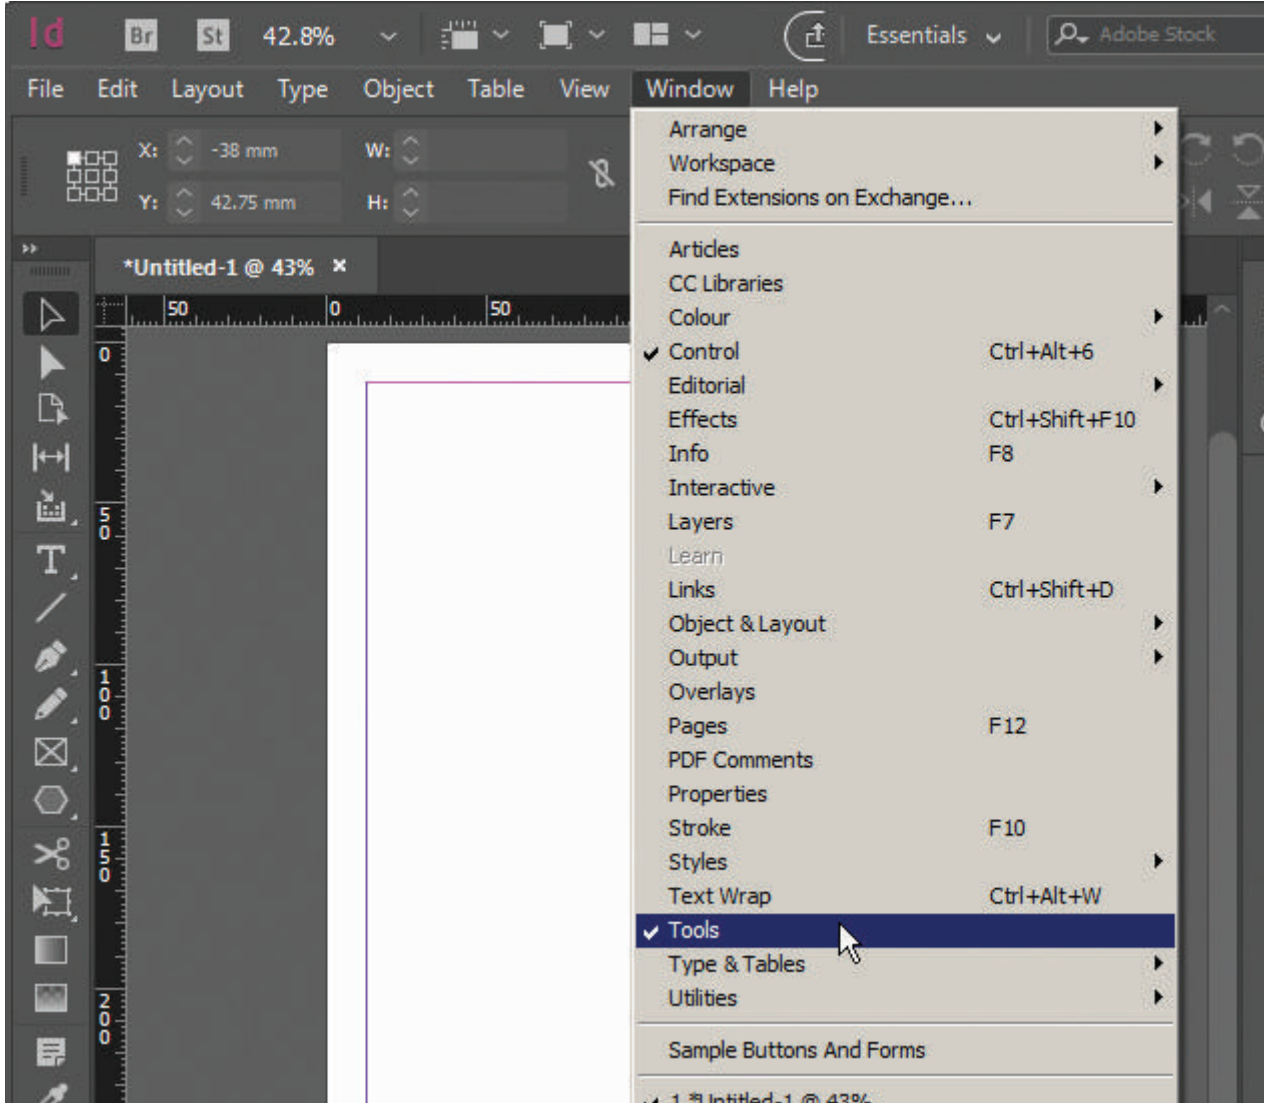 Id Br St 42.8% Essentials Adobe Stock
File Edit Layout Type Object Table View Window Help
X: -38 mm W:
Y: 42.75 mm H:
*Untitled-1 @ 43% ×
50 0 50
0
50
100
150
200
Arrange
Workspace
Find Extensions on Exchange...
Articles
CC Libraries
Colour
Control Ctrl+Alt+6
Editorial
Effects Ctrl+Shift+F10
Info F8
Interactive
Layers F7
Learn
Links Ctrl+Shift+D
Object & Layout
Output
Overlays
Pages F12
PDF Comments
Properties
Stroke F10
Styles
Text Wrap Ctrl+Alt+W
Tools
Type & Tables
Utilities
Sample Buttons And Forms
1 *Untitled-1 @ 43%